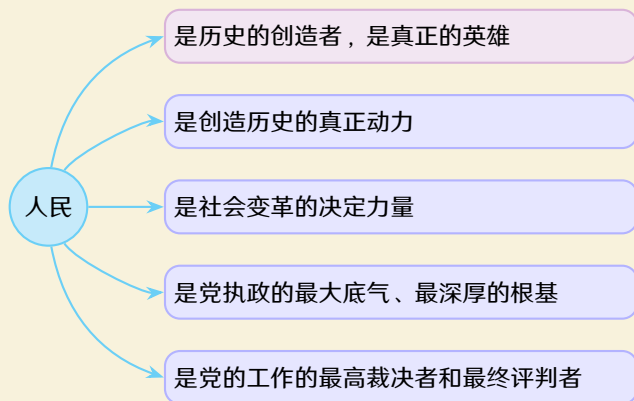 是历史的创造者，是真正的英雄
是创造历史的真正动力
人民
是社会变革的决定力量
是党执政的最大底气、最深厚的根基
是党的工作的最高裁决者和最终评判者